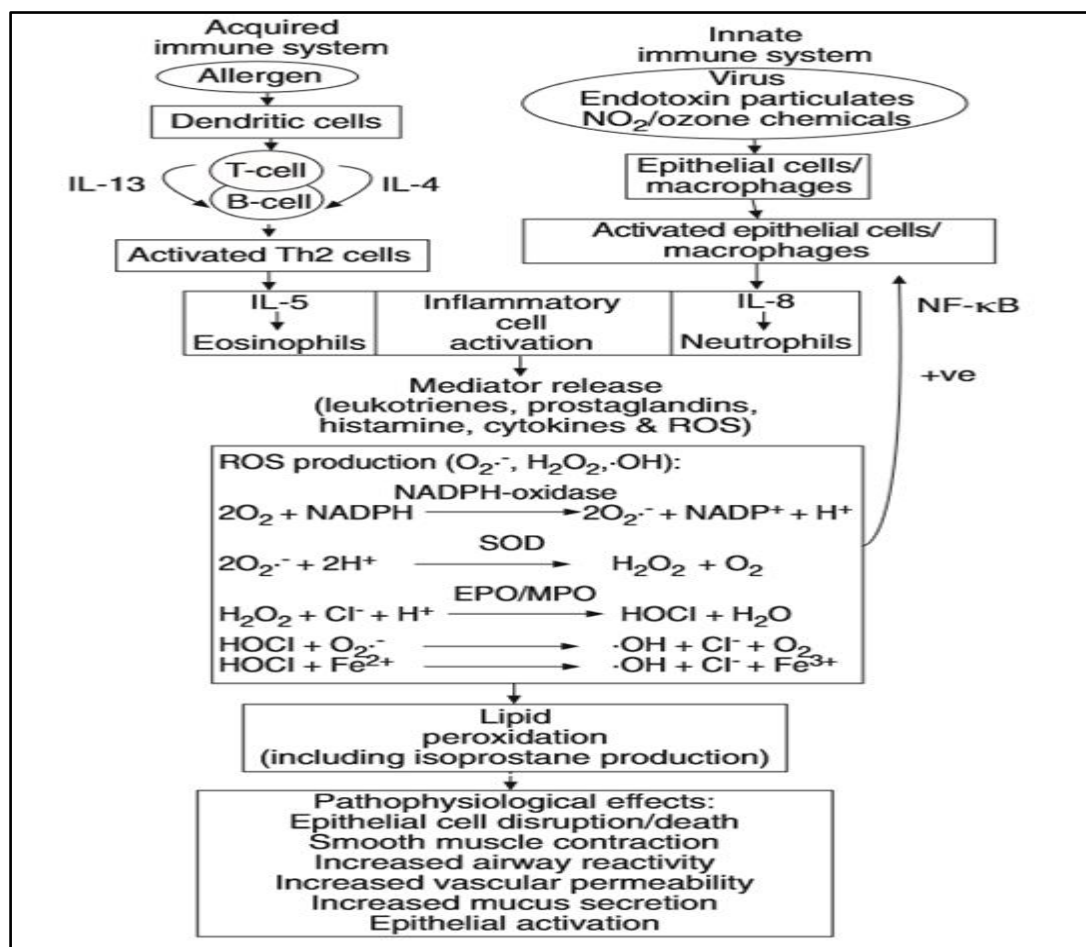 Acquired
immune system
Allergen
Dendritic cells
IL-13
T-cell
B-cell
IL-4
Activated Th2 cells
Innate
immune system
Virus
Endotoxin particulates
NO₂/ozone chemicals
Epithelial cells/
macrophages
Activated epithelial cells/
macrophages
IL-5
Eosinophils
Inflammatory
cell
activation
IL-8
Neutrophils
NF-κB
+ve
Mediator release
(leukotrienes, prostaglandins,
histamine, cytokines & ROS)
ROS production (O₂·⁻, H₂O₂,·OH):
NADPH-oxidase
2O₂ + NADPH 2O₂·⁻ + NADP⁺ + H⁺
SOD
2O₂·⁻ + 2H⁺ H₂O₂ + O₂
EPO/MPO
H₂O₂ + Cl⁻ + H⁺ HOCl + H₂O
HOCl + O₂·⁻ ·OH + Cl⁻ + O₂
HOCl + Fe²⁺ ·OH + Cl⁻ + Fe³⁺
Lipid
peroxidation
(including isoprostane production)
Pathophysiological effects:
Epithelial cell disruption/death
Smooth muscle contraction
Increased airway reactivity
Increased vascular permeability
Increased mucus secretion
Epithelial activation